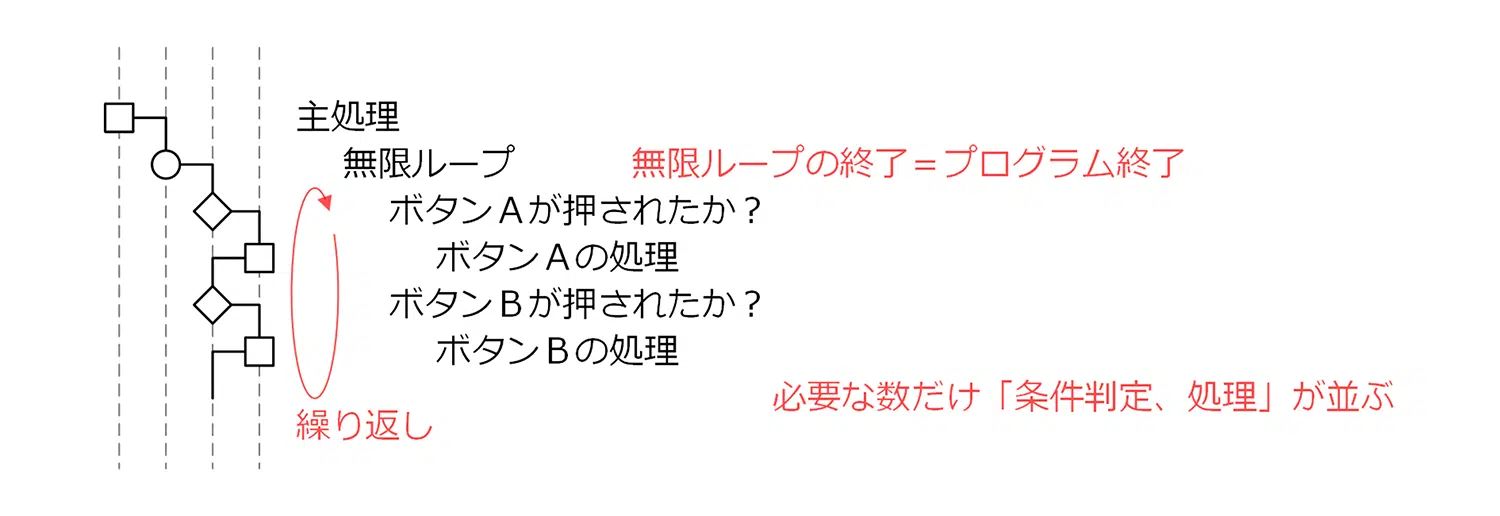 主処理
無限ループ 無限ループの終了＝プログラム終了
ボタンＡが押されたか？
ボタンＡの処理
ボタンＢが押されたか？
ボタンＢの処理
必要な数だけ「条件判定、処理」が並ぶ
繰り返し